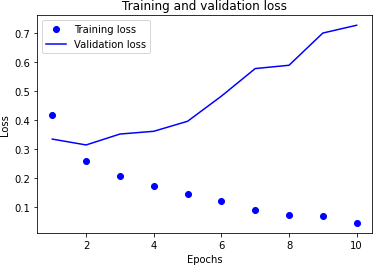 Training and validation loss
Training loss
Validation loss
0.7
0.6
0.5
0.4
0.3
0.2
0.1
Loss
2 4 6 8 10
Epochs